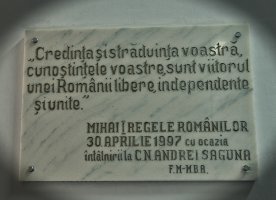 „Credința și străduința voastră,
cunoștințele voastre, sunt viitorul
unei Românii libere, independente
și unite.”
MIHAI I REGELE ROMÂNILOR
30 APRILIE 1997 cu ocazia
întâlnirii la C.N. ANDREI ȘAGUNA
F.M-M.B.A.